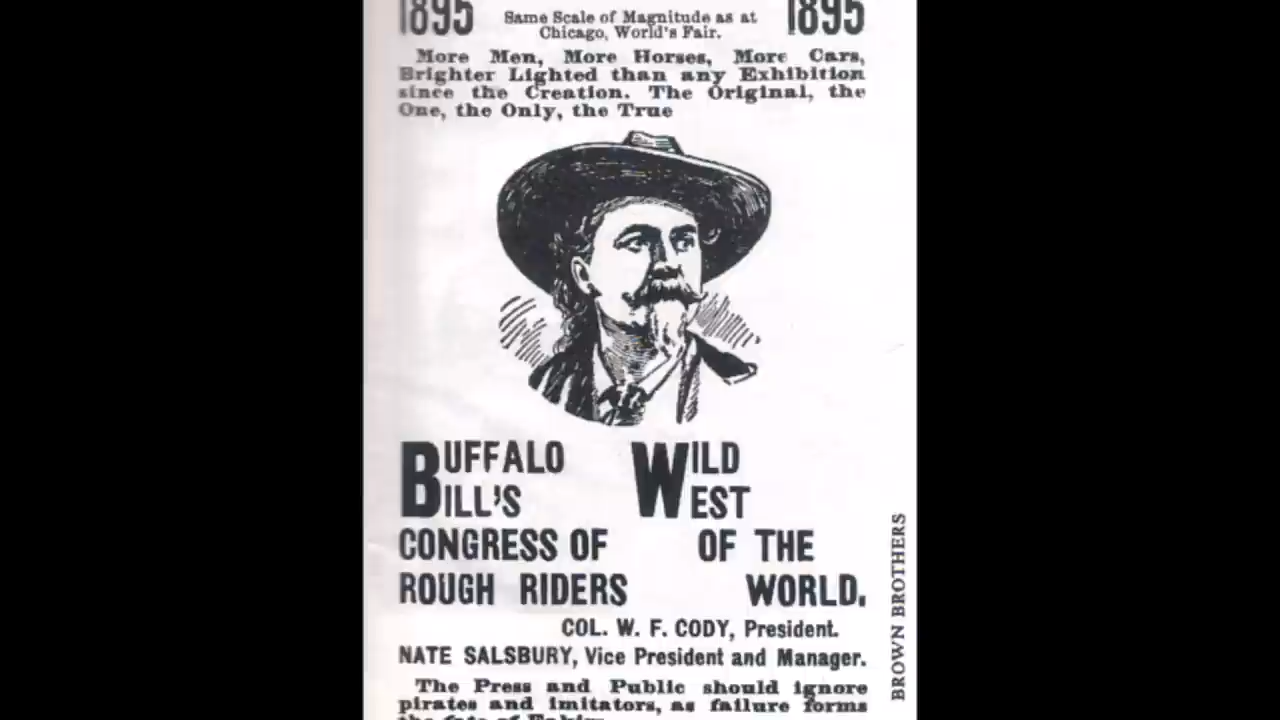 1895 Same Scale of Magnitude as at 1895
Chicago, World's Fair.
More Men, More Horses, More Cars,
Brighter Lighted than any Exhibition
since the Creation. The Original, the
One, the Only, the True
BUFFALO WILD
BILL'S WEST
CONGRESS OF OF THE
ROUGH RIDERS WORLD.
COL. W. F. CODY, President.
NATE SALSBURY, Vice President and Manager.
The Press and Public should ignore
pirates and imitators, as failure forms
the fate of
BROWN BROTHERS